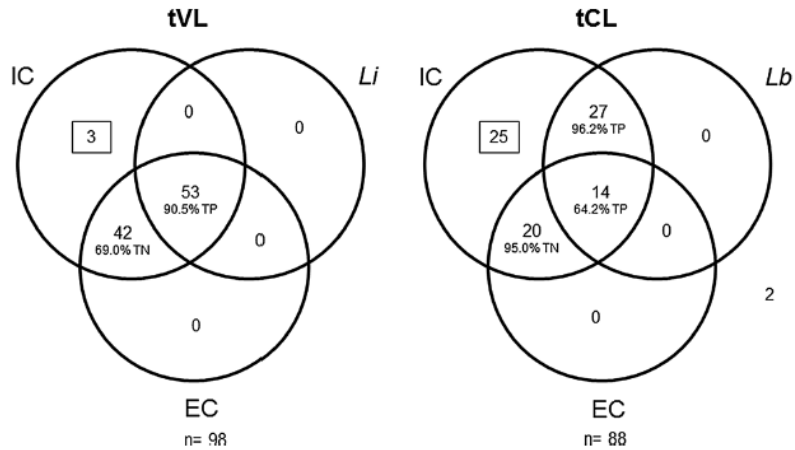 tVL
IC
Li
0
0
3
53
90.5% TP
42
69.0% TN
0
0
EC
n= 98
tCL
IC
Lb
27
96.2% TP
0
25
14
64.2% TP
20
95.0% TN
0
2
0
EC
n= 88